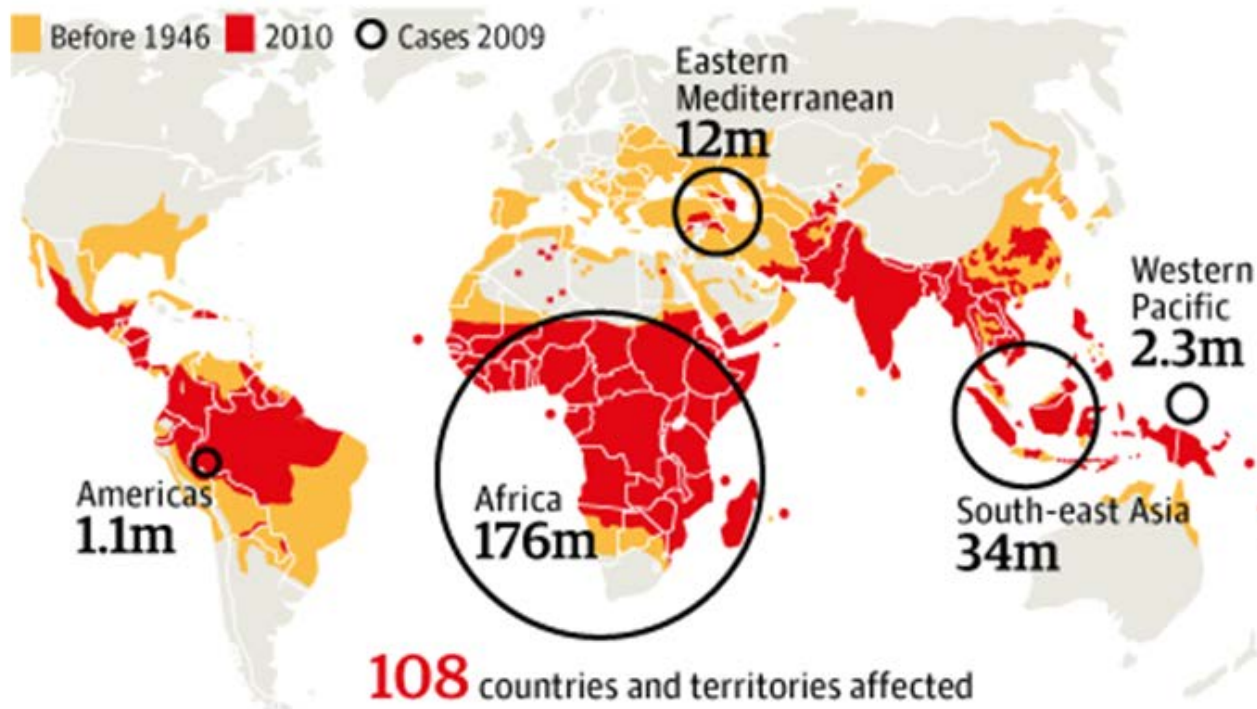 Before 1946 2010 Cases 2009
Eastern
Mediterranean
12m
Western
Pacific
2.3m
Americas
1.1m
Africa
176m
South-east Asia
34m
108 countries and territories affected